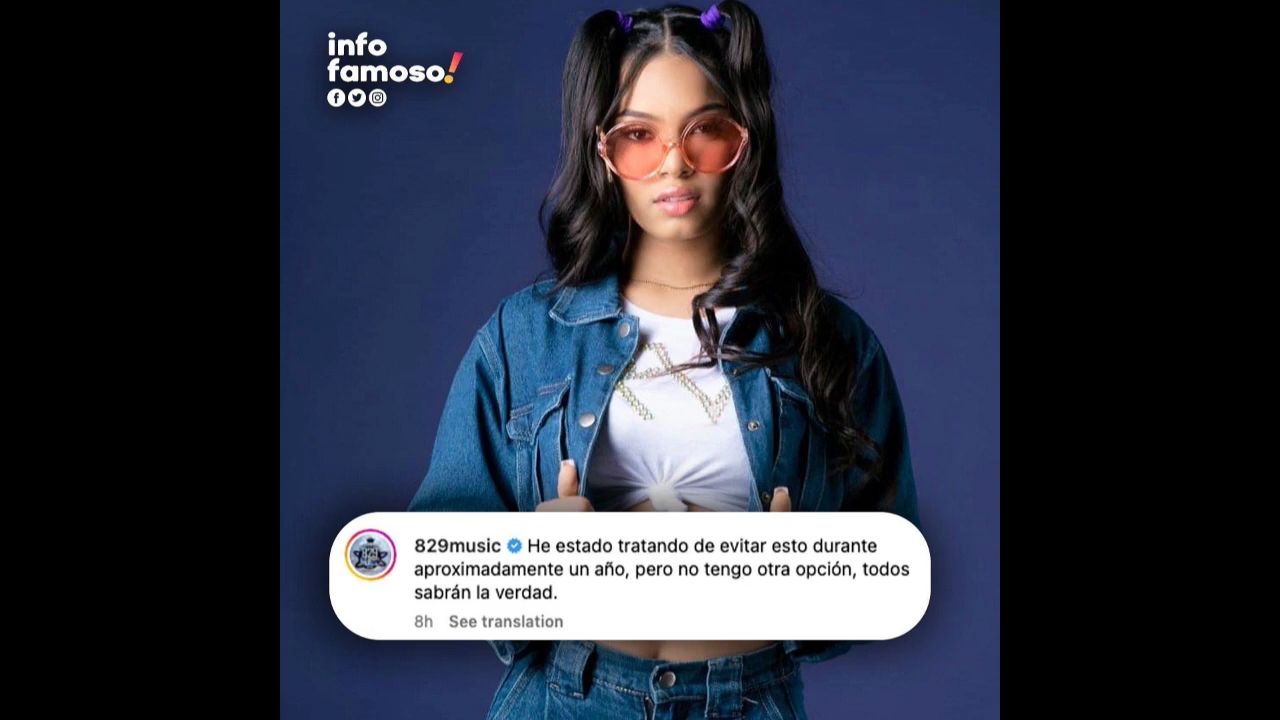 info
famoso!
829music He estado tratando de evitar esto durante
aproximadamente un año, pero no tengo otra opción, todos
sabrán la verdad.
8h See translation